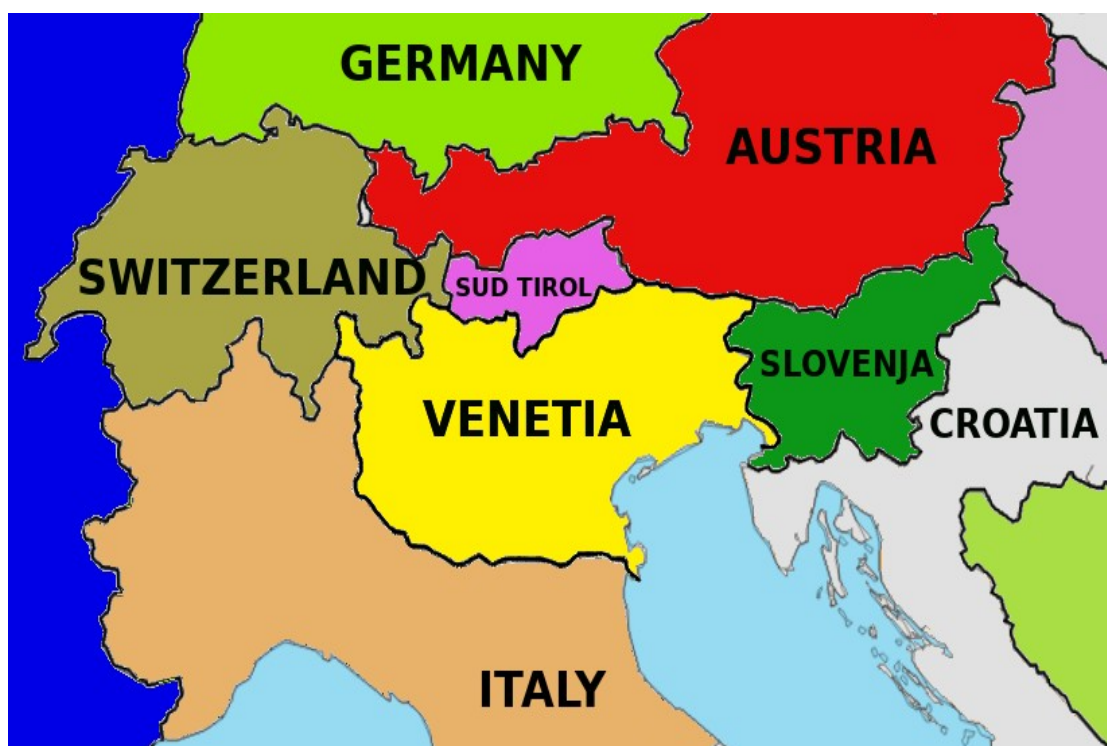 GERMANY
AUSTRIA
SWITZERLAND
SUD TIROL
SLOVENJA
VENETIA
CROATIA
ITALY